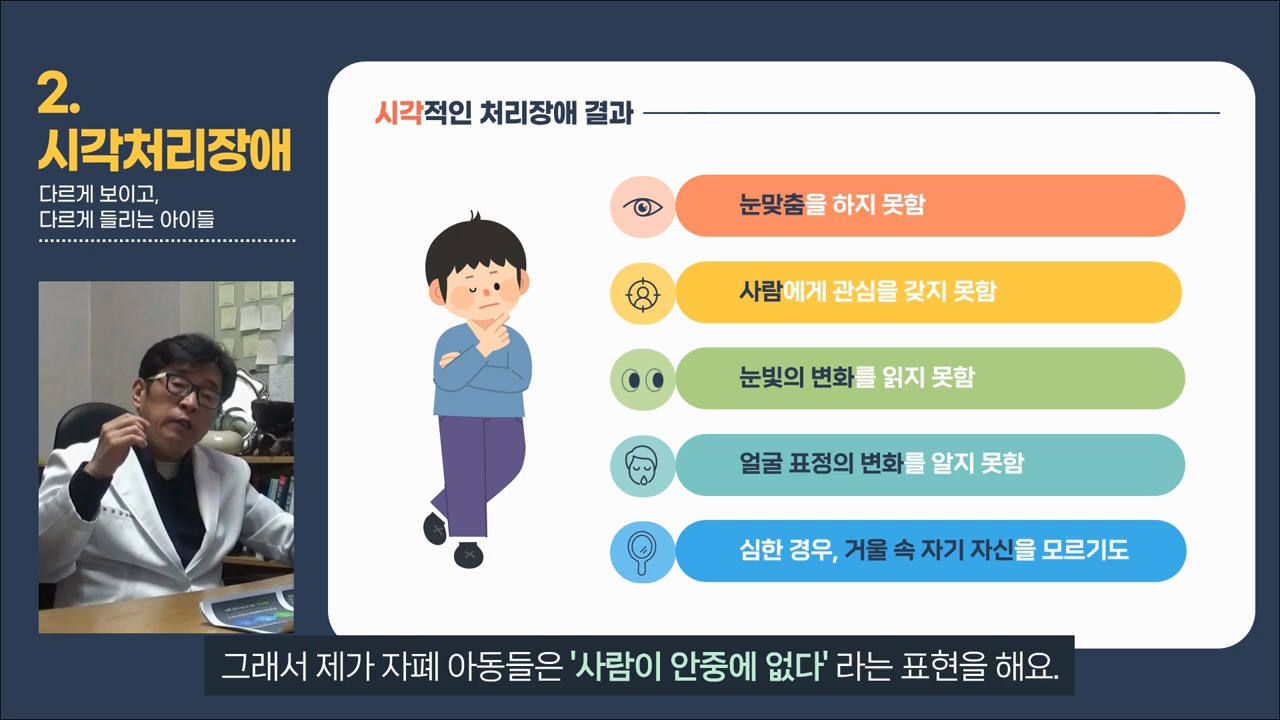 2.
시각처리장애
다르게 보이고,
다르게 들리는 아이들
시각적인 처리장애 결과
눈맞춤을 하지 못함
사람에게 관심을 갖지 못함
눈빛의 변화를 읽지 못함
얼굴 표정의 변화를 알지 못함
심한 경우, 거울 속 자기 자신을 모르기도
그래서 제가 자폐 아동들은 '사람이 안중에 없다' 라는 표현을 해요.